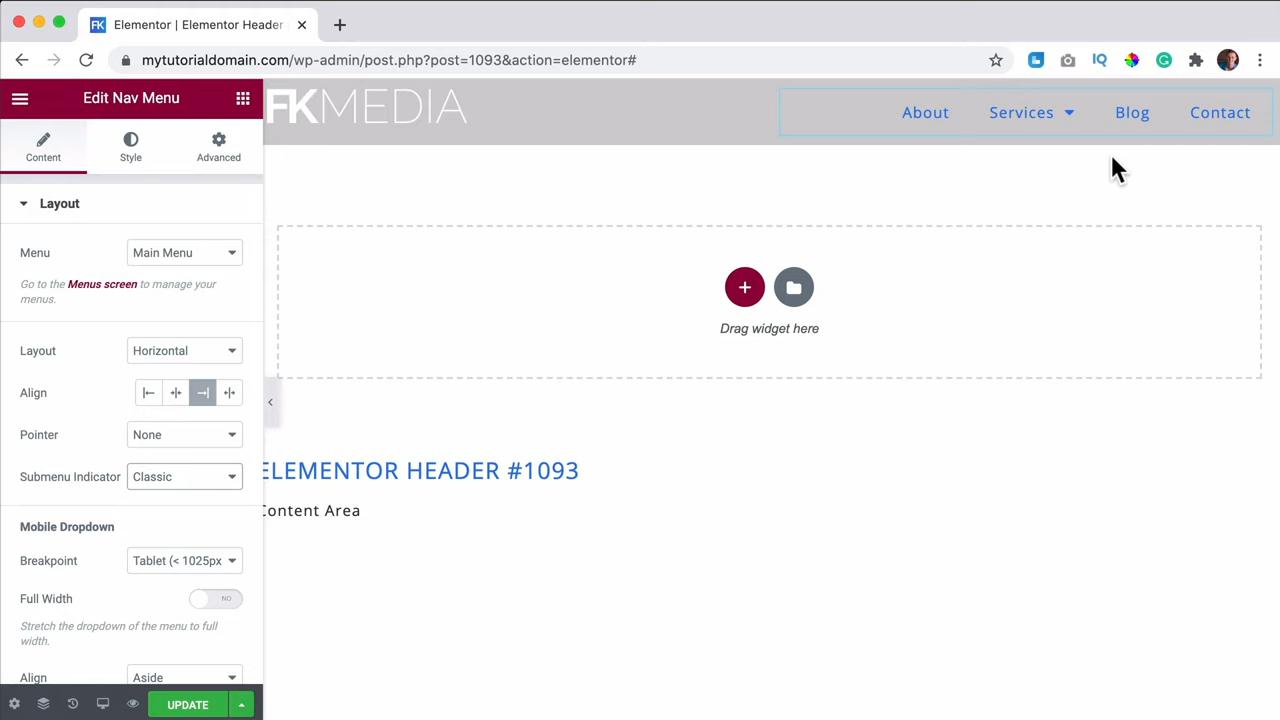 FK Elementor | Elementor Header
mytutorialdomain.com/wp-admin/post.php?post=1093&action=elementor#
IQ
Edit Nav Menu
FKMEDIA
About
Services
Blog
Contact
Content
Style
Advanced
Layout
Menu
Main Menu
Go to the Menus screen to manage your
menus.
Drag widget here
Layout
Horizontal
Align
Pointer
None
Submenu Indicator
Classic
ELEMENTOR HEADER #1093
Content Area
Mobile Dropdown
Breakpoint
Tablet (< 1025px
Full Width
NO
Stretch the dropdown of the menu to full
width.
Align
Aside
UPDATE